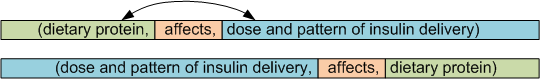 (dietary protein, affects, dose and pattern of insulin delivery)
(dose and pattern of insulin delivery, affects, dietary protein)